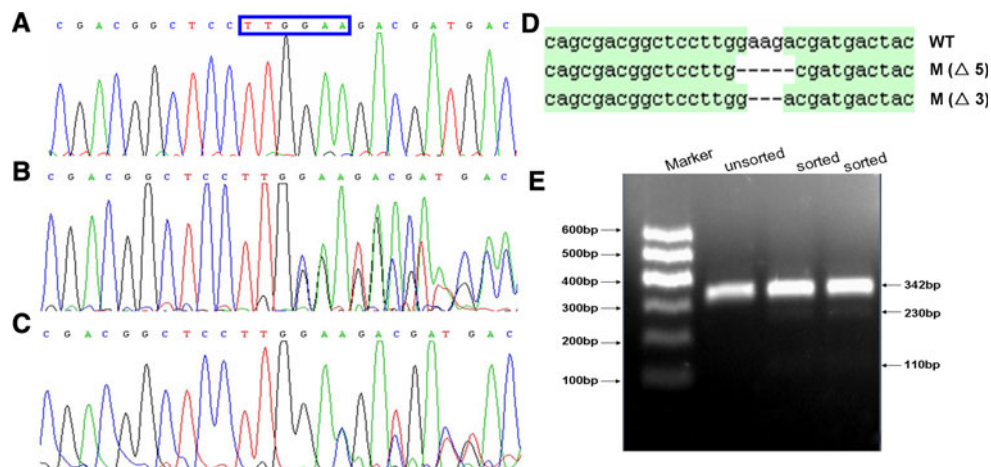 A
C G A C G G C T C C T T G G A A G A C G A T G A C
B
C G A C G G C T C C T T G G A A G A C G A T G A C
C
C G A C G G C T C C T T G G A A G A C G A T G A C
D
cagcgacggctccttggaagacgatgactac WT
cagcgacggctccttg-----cgatgactac M (△ 5)
cagcgacggctccttgg---acgatgactac M (△ 3)
E
Marker unsorted sorted sorted
600bp
500bp
400bp
300bp
200bp
100bp
342bp
230bp
110bp